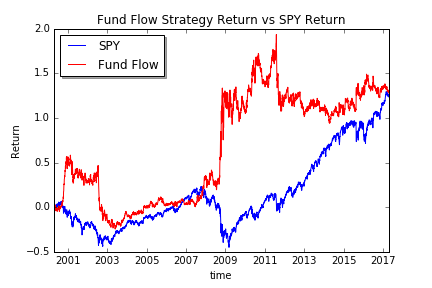 Fund Flow Strategy Return vs SPY Return
2.0
SPY
Fund Flow
1.5
1.0
Return
0.5
0.0
−0.5
2001 2003 2005 2007 2009 2011 2013 2015 2017
time